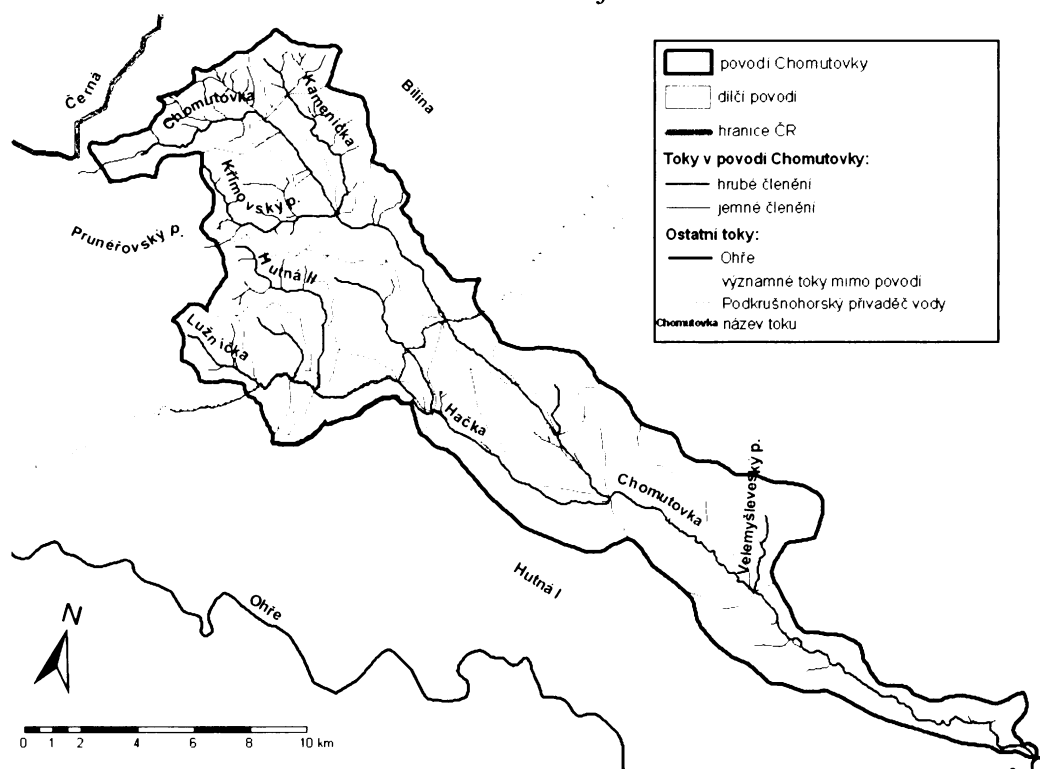 Černá
Chomutovka
Kamenička
Bílina
Křímovský p.
Prunéřovský p.
Hutná II
Lužnička
Hačka
Chomutovka
Velemyšleveský p.
Hutná I
Ohře
N
0 1 2 4 6 8 10 km
povodí Chomutovky
dílčí povodí
hranice ČR
Toky v povodí Chomutovky:
hrubé členění
jemné členění
Ostatní toky:
Ohře
významné toky mimo povodí
Podkrušnohorský přivaděč vody
Chomutovka název toku